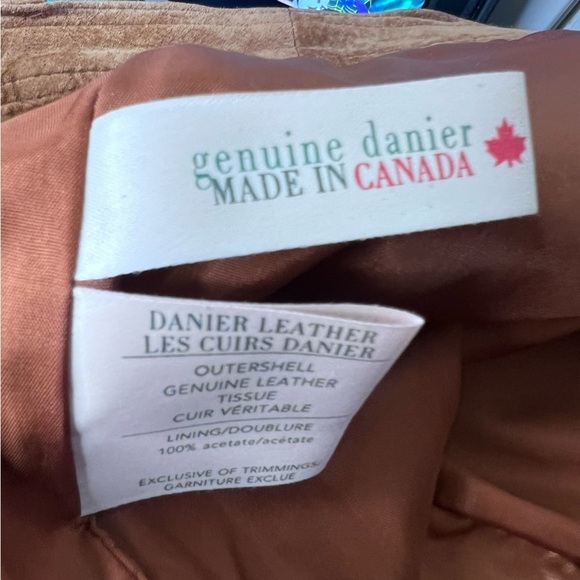 genuine danier
MADE IN CANADA
DANIER LEATHER
LES CUIRS DANIER
OUTERSHELL
GENUINE LEATHER
TISSUE
CUIR VÉRITABLE
LINING/DOUBLURE
100% acetate/acétate
EXCLUSIVE OF TRIMMINGS/
GARNITURE EXCLUE